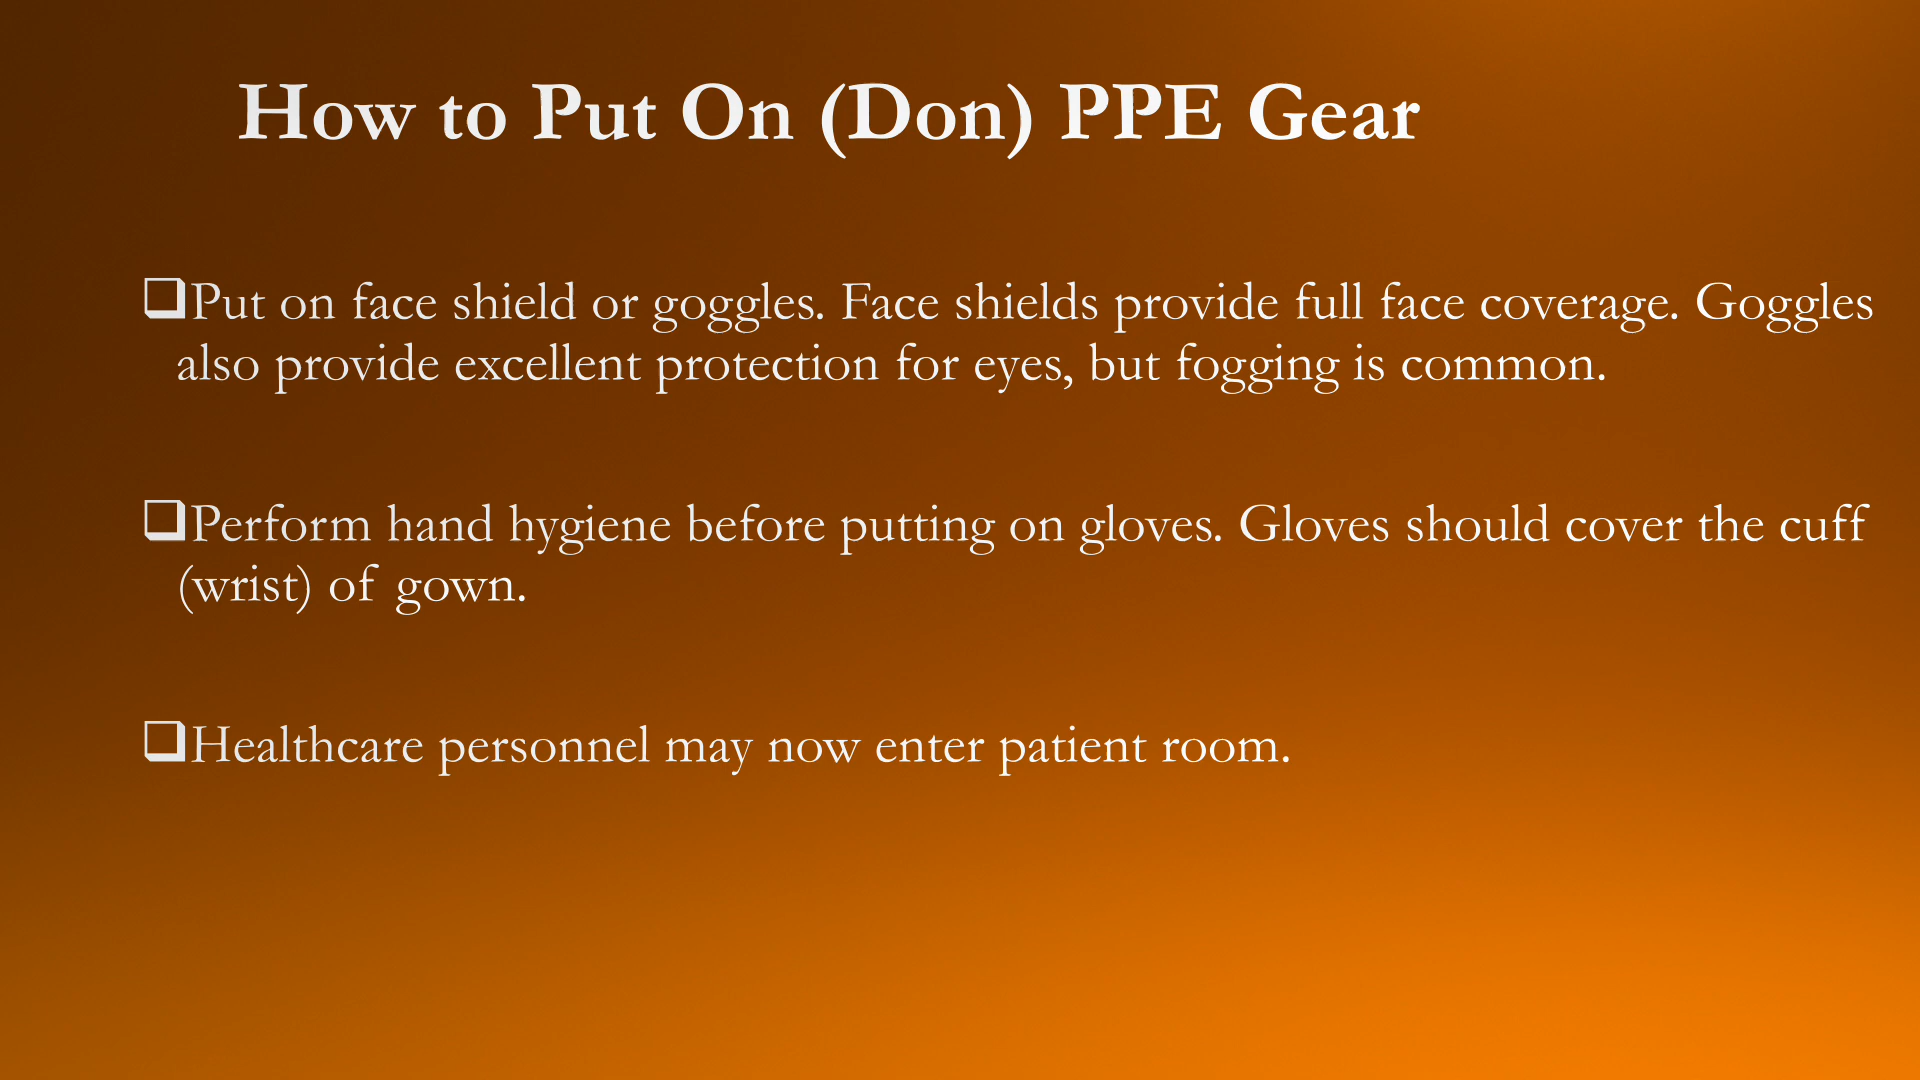 How to Put On (Don) PPE Gear
❑Put on face shield or goggles. Face shields provide full face coverage. Goggles
also provide excellent protection for eyes, but fogging is common.
❑Perform hand hygiene before putting on gloves. Gloves should cover the cuff
(wrist) of gown.
❑Healthcare personnel may now enter patient room.